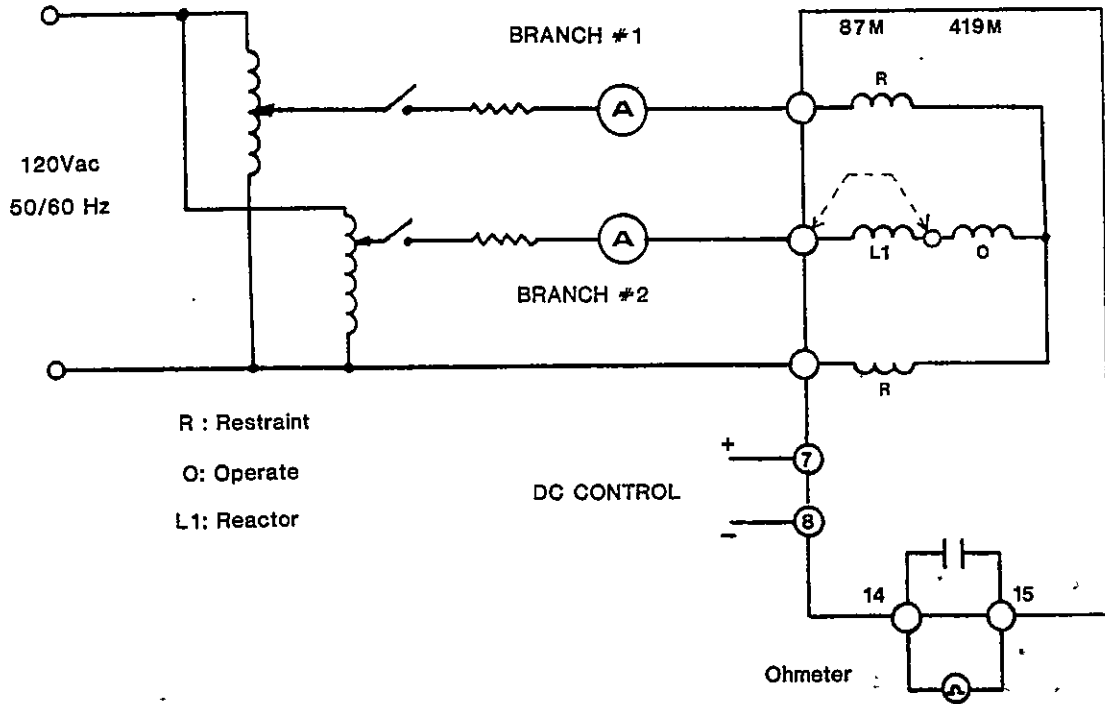 BRANCH #1
87M 419M
R
A
120Vac
50/60 Hz
A
L1
O
BRANCH #2
R
R : Restraint
O: Operate
L1: Reactor
+
7
DC CONTROL
8
–
14
15
Ohmeter
Ω